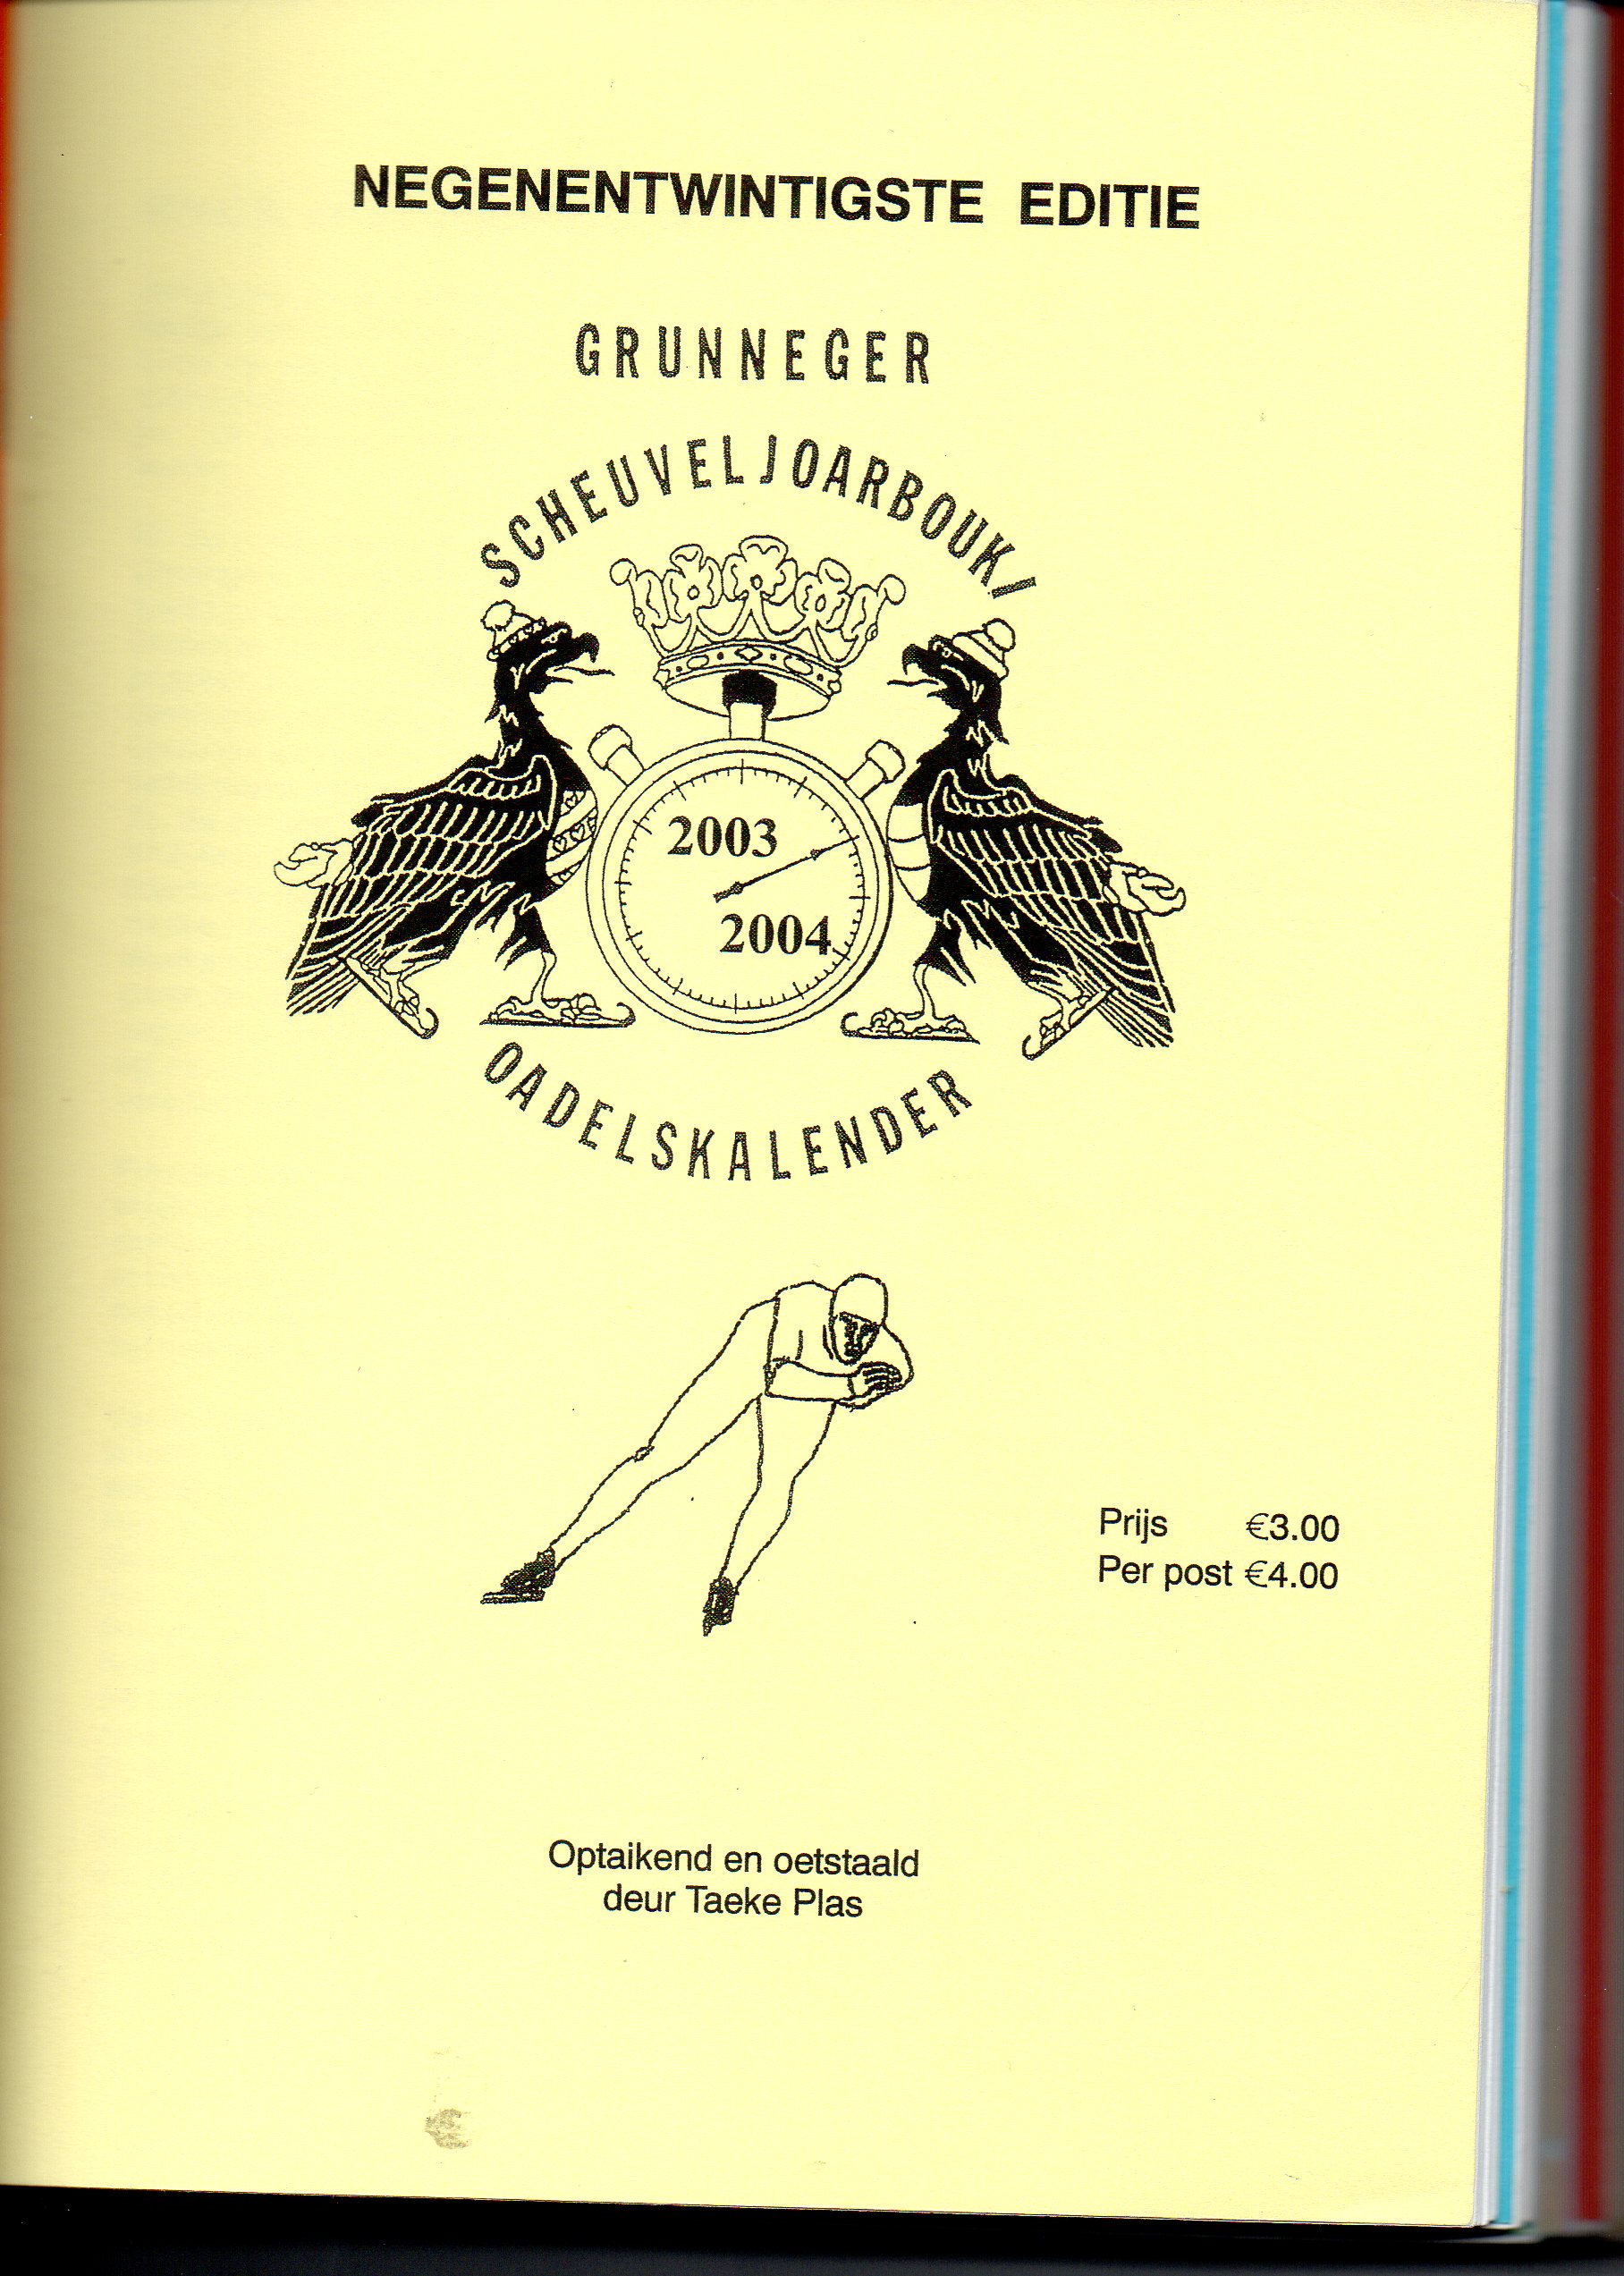 NEGENENTWINTIGSTE EDITIE
GRUNNEGER
SCHEUVELJOARBOUK/
2003
2004
OADELSKALENDER
Prijs €3.00
Per post €4.00
Optaikend en oetstaald
deur Taeke Plas